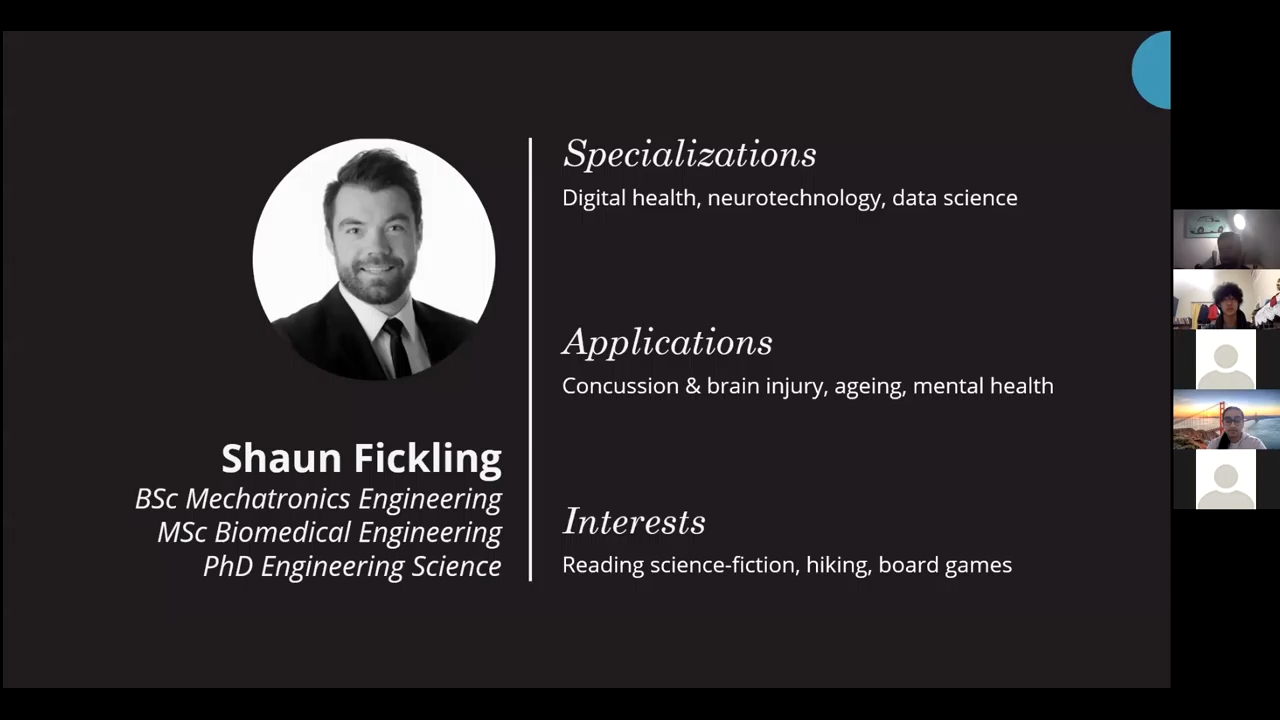 Shaun Fickling
BSc Mechatronics Engineering
MSc Biomedical Engineering
PhD Engineering Science
Specializations
Digital health, neurotechnology, data science
Applications
Concussion & brain injury, ageing, mental health
Interests
Reading science-fiction, hiking, board games